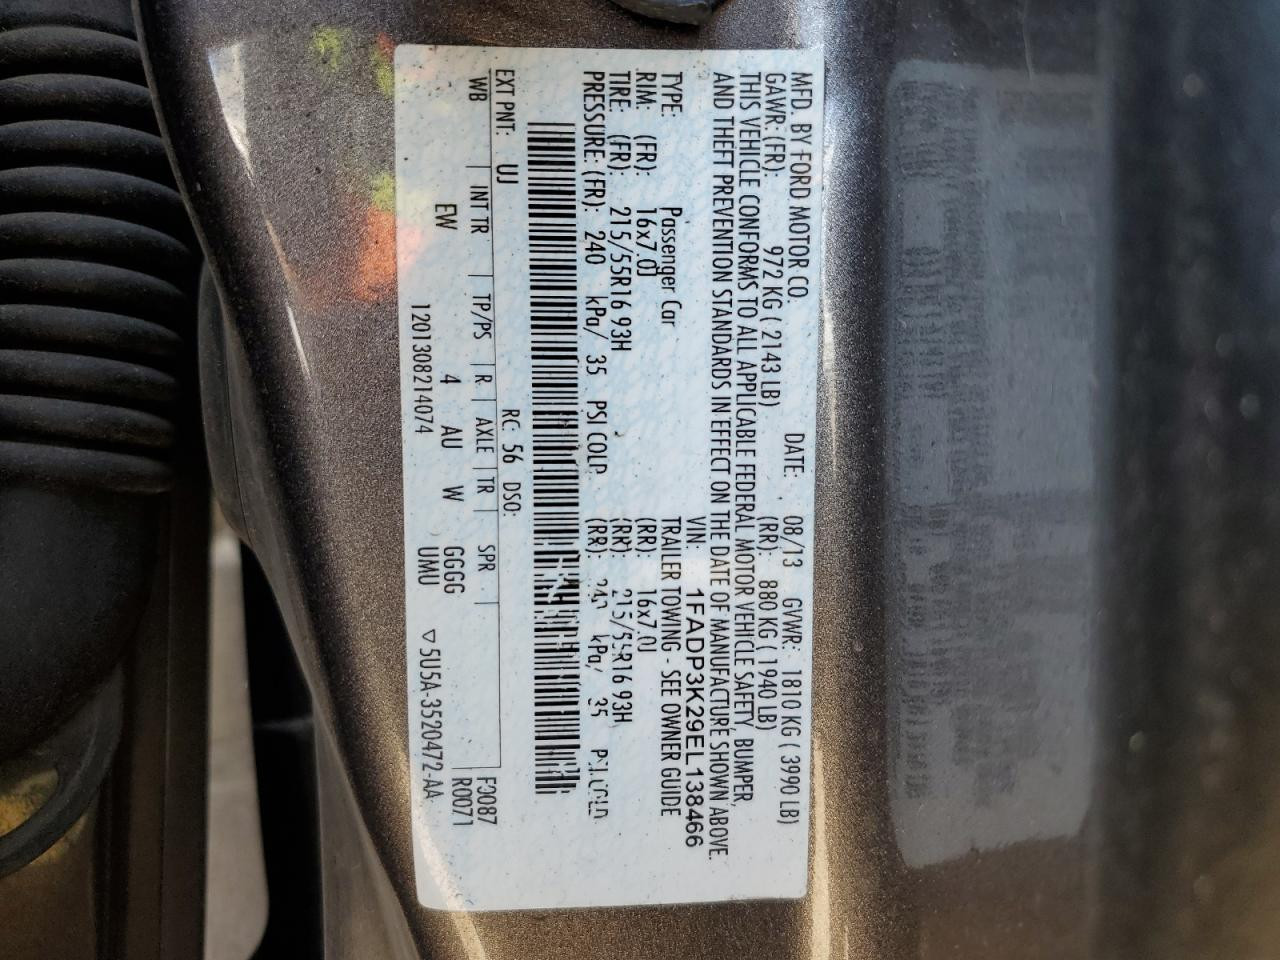 MFD. BY FORD MOTOR CO. DATE: 08/13 GVWR: 1810 KG ( 3990 LB)
GAWR: (FR): 972 KG ( 2143 LB) (RR): 880 KG ( 1940 LB)
THIS VEHICLE CONFORMS TO ALL APPLICABLE FEDERAL MOTOR VEHICLE SAFETY, BUMPER,
AND THEFT PREVENTION STANDARDS IN EFFECT ON THE DATE OF MANUFACTURE SHOWN ABOVE.
VIN: 1FADP3K29EL138466
TYPE: Passenger Car TRAILER TOWING - SEE OWNER GUIDE
RIM: (FR): 16x7.0J (RR): 16x7.0J
TIRE: (FR): 215/55R16 93H (RR): 215/55R16 93H
PRESSURE: (FR): 240 kPa/ 35 PSI COLD (RR): 240 kPa/ 35 PSI COLD
EXT PNT: UJ RC: 56 DSO: F0087
WB INT TR TP/PS R AXLE TR SPR R0071
EW 4 AU W GGGG
1201308214074 UMU ▽5U5A-3520472-AA